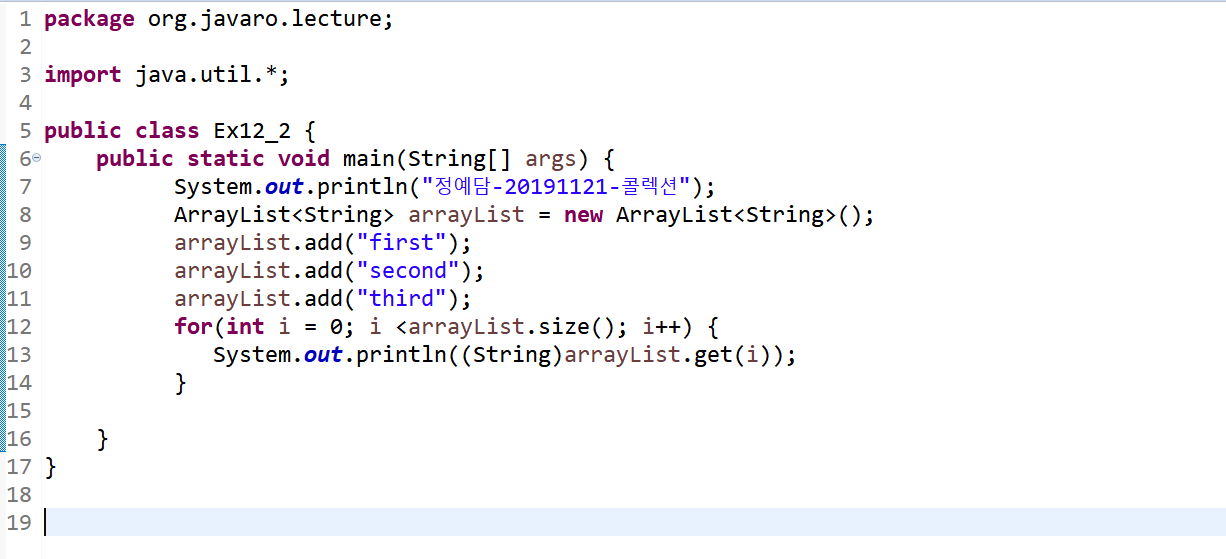 1 package org.javaro.lecture;
2
3 import java.util.*;
4
5 public class Ex12_2 {
6 public static void main(String[] args) {
7 System.out.println("정예담-20191121-콜렉션");
8 ArrayList<String> arrayList = new ArrayList<String>();
9 arrayList.add("first");
10 arrayList.add("second");
11 arrayList.add("third");
12 for(int i = 0; i <arrayList.size(); i++) {
13 System.out.println((String)arrayList.get(i));
14 }
15
16 }
17 }
18
19